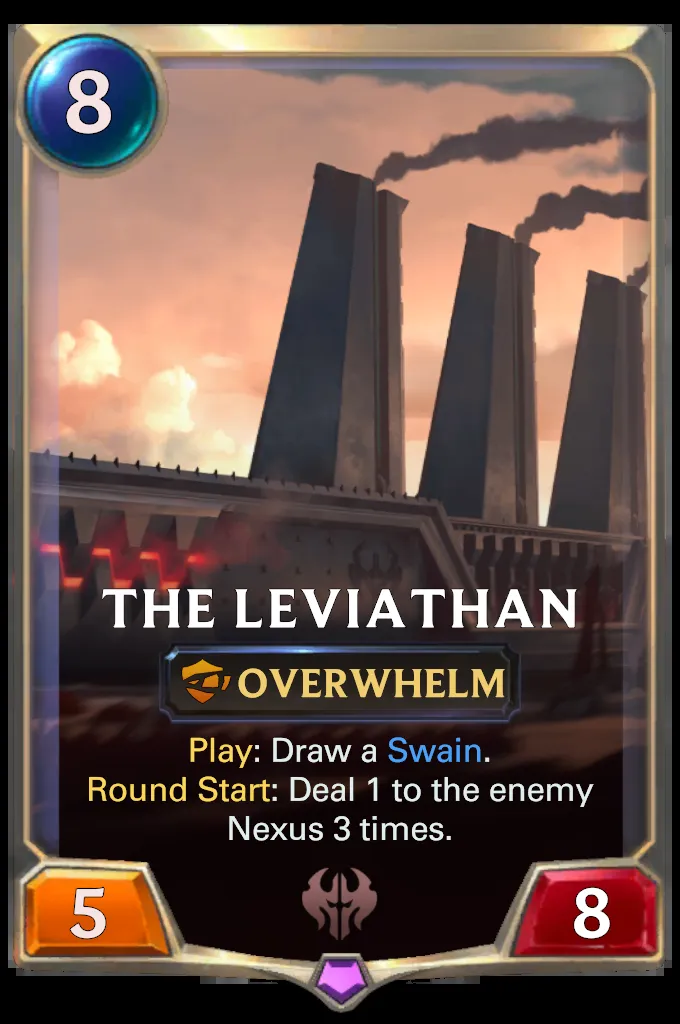 8
THE LEVIATHAN
OVERWHELM
Play: Draw a Swain.
Round Start: Deal 1 to the enemy
Nexus 3 times.
5
8